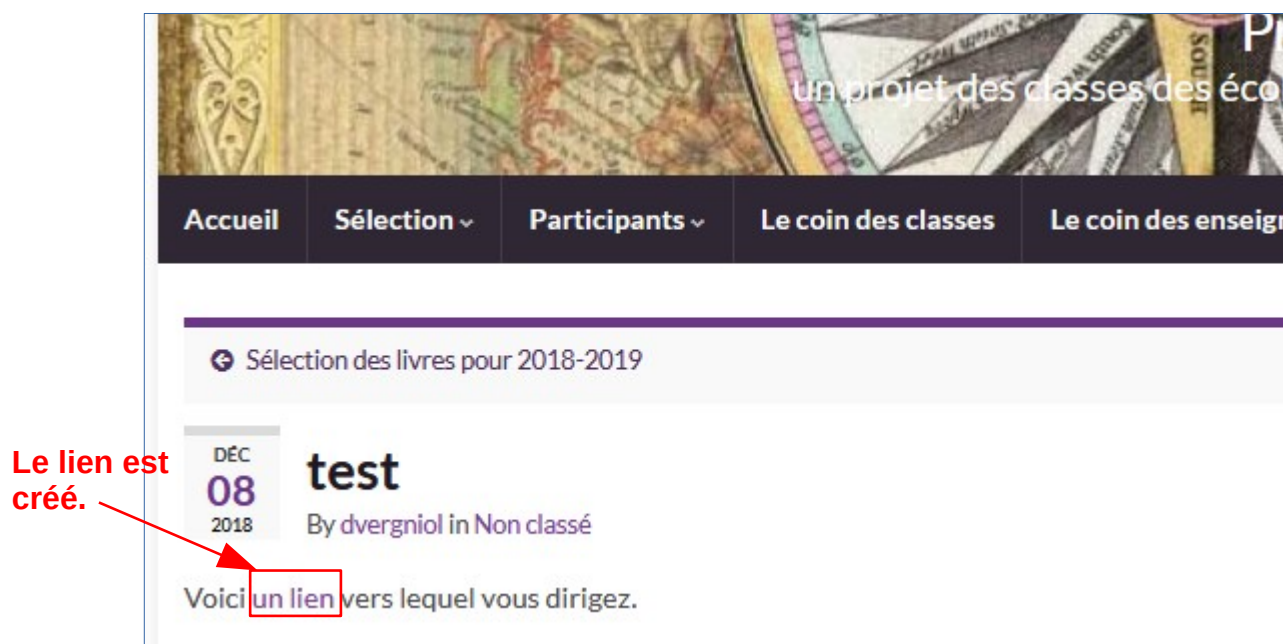 un projet des classes des éco
SOUTH
Accueil Sélection Participants Le coin des classes Le coin des enseig
Sélection des livres pour 2018-2019
DÉC
08
2018
test
By dvergniol in Non classé
Le lien est
créé.
Voici un lien vers lequel vous dirigez.